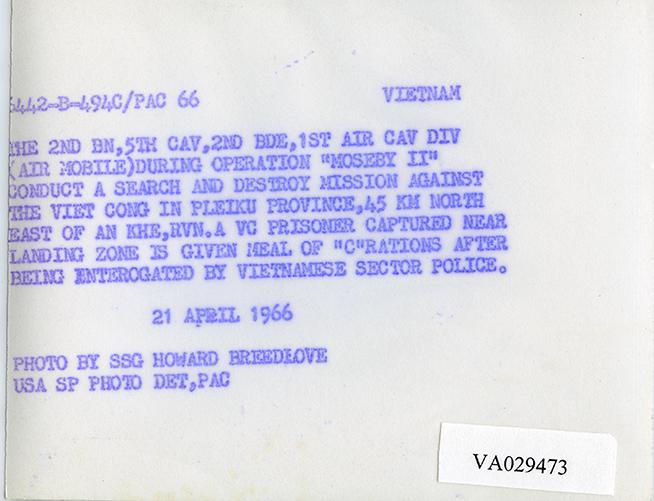 6442-B-494C/PAC 66 VIETNAM
THE 2ND BN,5TH CAV,2ND BDE,1ST AIR CAV DIV
(AIR MOBILE)DURING OPERATION "MOSEBY II"
CONDUCT A SEARCH AND DESTROY MISSION AGAINST
THE VIET CONG IN PLEIKU PROVINCE,45 KM NORTH
EAST OF AN KHE,RVN.A VC PRISONER CAPTURED NEAR
LANDING ZONE IS GIVEN MEAL OF "C"RATIONS AFTER
BEING INTEROGATED BY VIETNAMESE SECTOR POLICE.
21 APRIL 1966
PHOTO BY SSG HOWARD BREEDLOVE
USA SP PHOTO DET,PAC
VA029473